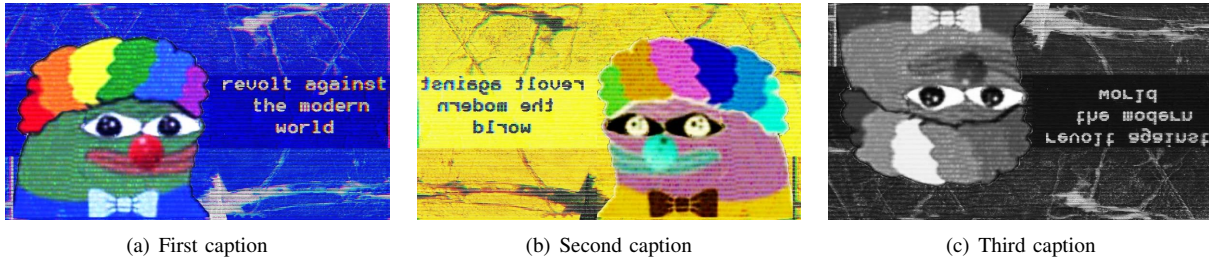 revolt against
the modern
world
revolt against
the modern
world
world
the modern
revolt against
(a) First caption
(b) Second caption
(c) Third caption